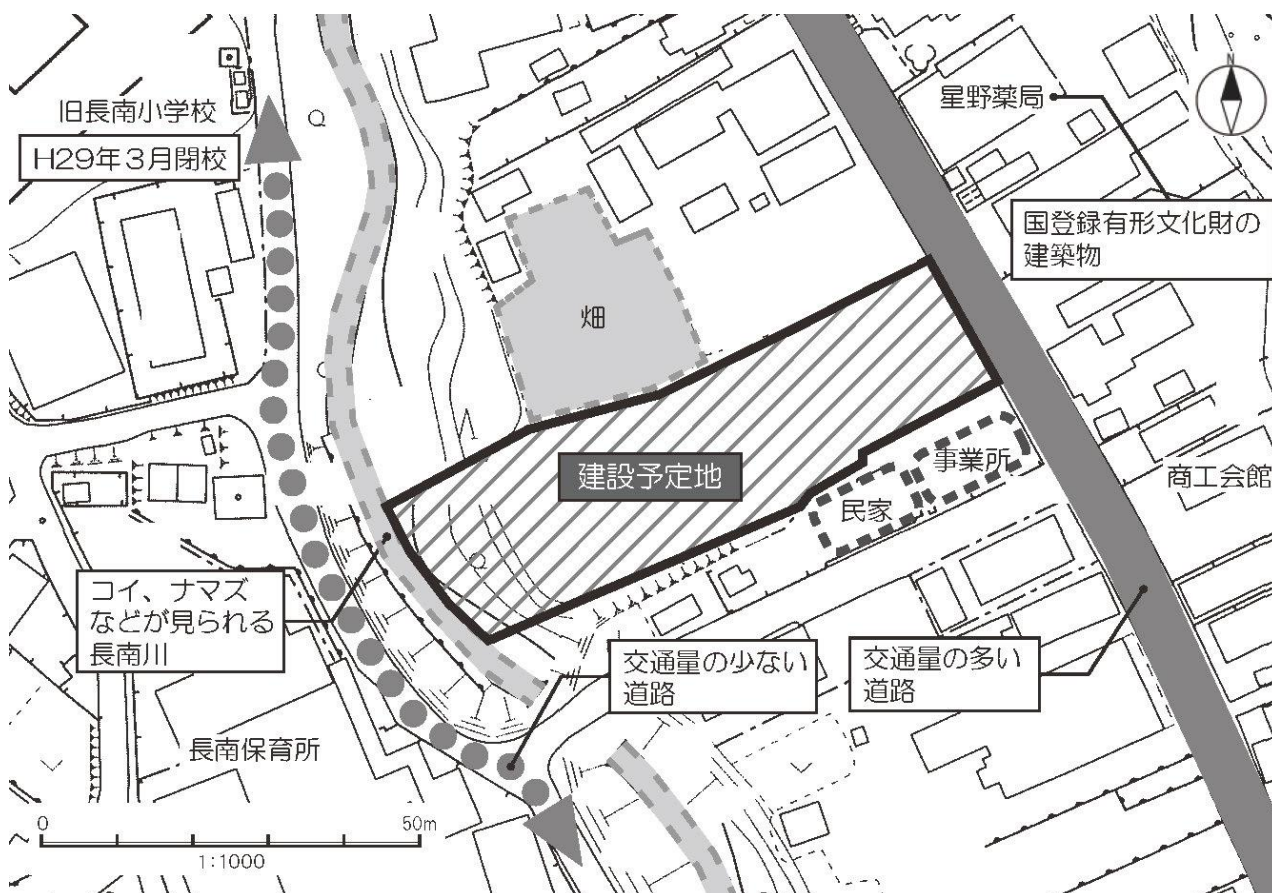 旧長南小学校
H29年3月閉校
Q
星野薬局
N
国登録有形文化財の
建築物
畑
建設予定地
事業所
民家
商工会館
コイ、ナマズ
などが見られる
長南川
Q
交通量の少ない
道路
交通量の多い
道路
長南保育所
0
50m
1:1000